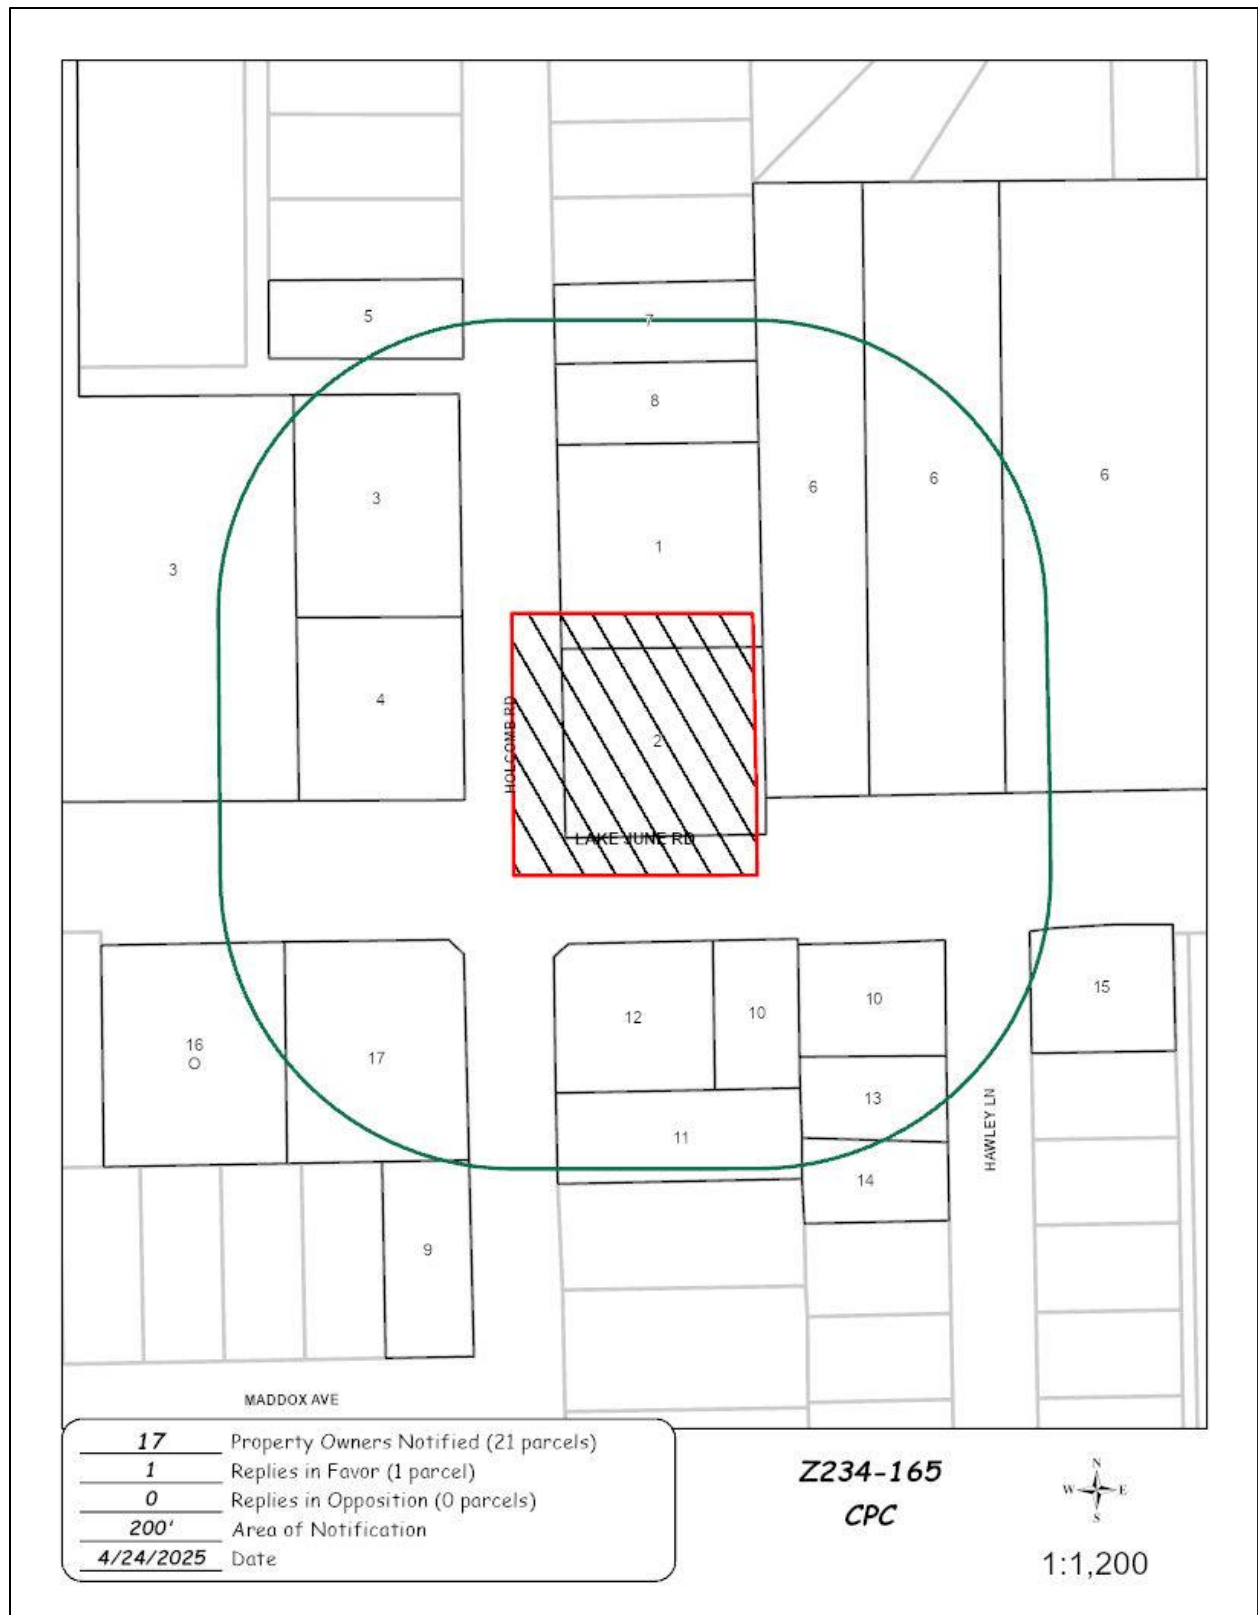 5
7
8
3
6
6
6
1
3
4
HOLCOMB RD
2
LAKE JUNE RD
16
O
17
12
10
10
15
13
11
14
HAWLEY LN
9
MADDOX AVE
17 Property Owners Notified (21 parcels)
1 Replies in Favor (1 parcel)
0 Replies in Opposition (0 parcels)
200' Area of Notification
4/24/2025 Date
Z234-165
CPC
N
W E
S
1:1,200